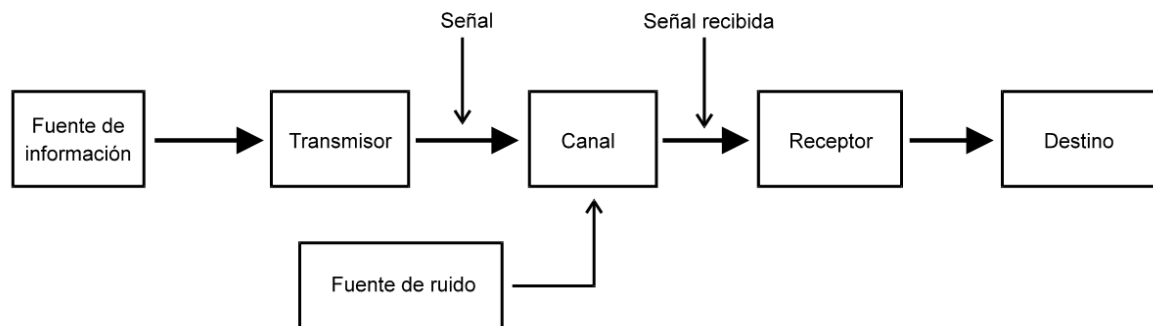 Señal
Señal recibida
Fuente de
información
Transmisor
Canal
Receptor
Destino
Fuente de ruido